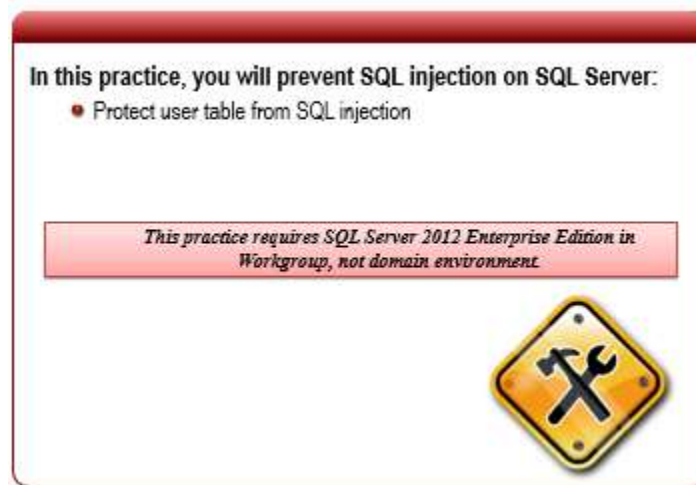 In this practice, you will prevent SQL injection on SQL Server:
Protect user table from SQL injection
This practice requires SQL Server 2012 Enterprise Edition in
Workgroup, not domain environment.